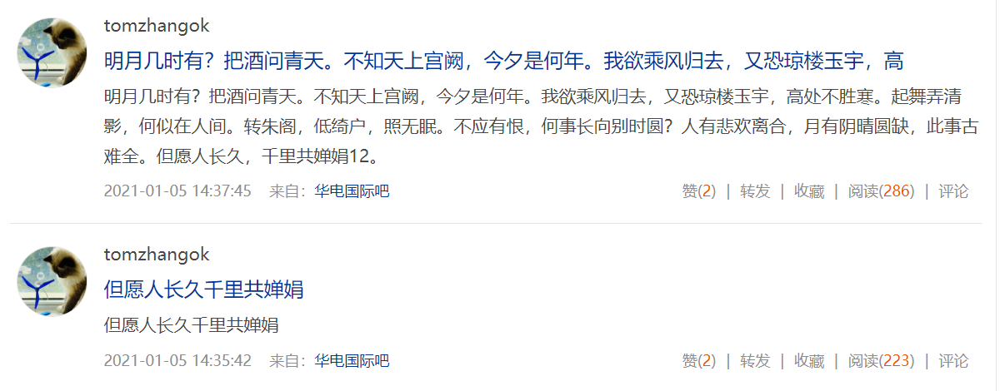 tomzhangok
明月几时有？把酒问青天。不知天上宫阙，今夕是何年。我欲乘风归去，又恐琼楼玉宇，高
明月几时有？把酒问青天。不知天上宫阙，今夕是何年。我欲乘风归去，又恐琼楼玉宇，高处不胜寒。起舞弄清
影，何似在人间。转朱阁，低绮户，照无眠。不应有恨，何事长向别时圆？人有悲欢离合，月有阴晴圆缺，此事古
难全。但愿人长久，千里共婵娟12。
2021-01-05 14:37:45 来自：华电国际吧 赞(2) | 转发 | 收藏 | 阅读(286) | 评论
tomzhangok
但愿人长久千里共婵娟
但愿人长久千里共婵娟
2021-01-05 14:35:42 来自：华电国际吧 赞(2) | 转发 | 收藏 | 阅读(223) | 评论